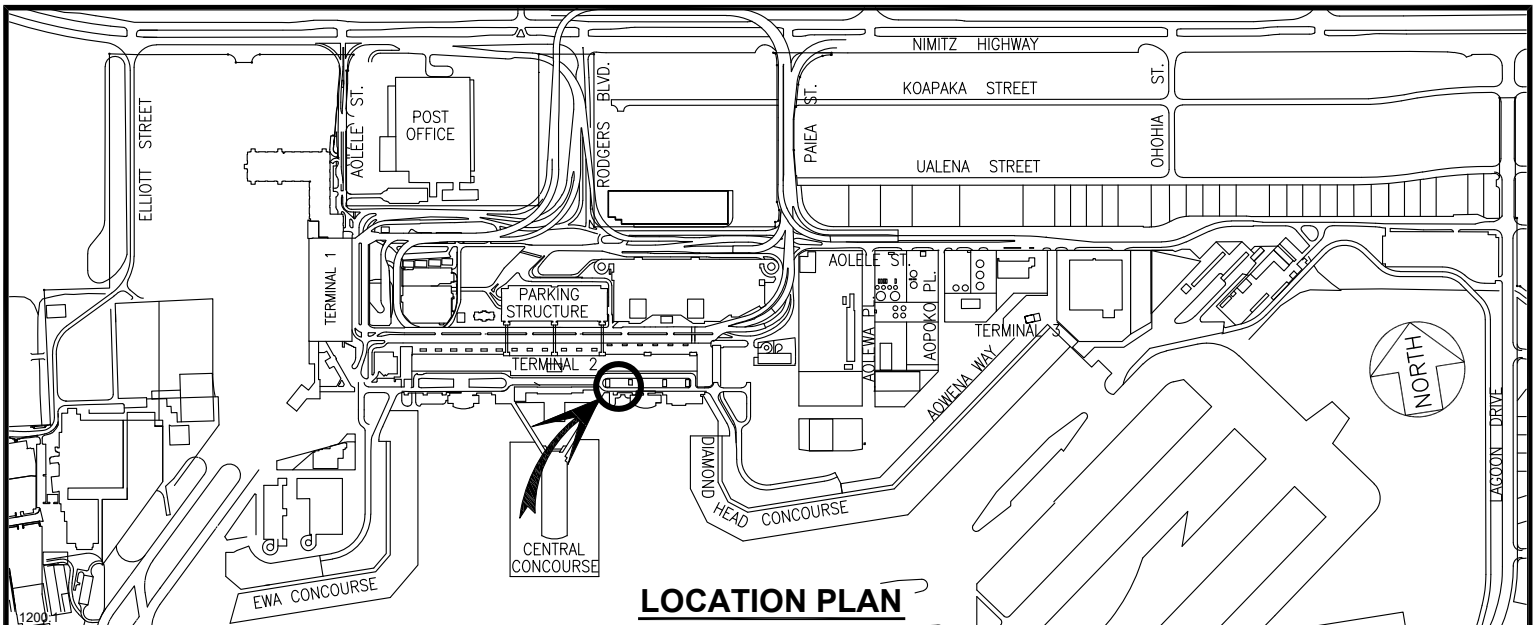 NIMITZ HIGHWAY
KOAPAKA STREET
UALENA STREET
ELLIOTT STREET
AOLELE ST.
POST
OFFICE
RODGERS BLVD.
PAIEA ST.
OHOHIA ST.
TERMINAL 1
PARKING
STRUCTURE
TERMINAL 2
AOLELE ST.
AOLEWA PL.
AOPOKO PL.
TERMINAL 3
AOWENA WAY
NORTH
LAGOON DRIVE
DIAMOND
HEAD CONCOURSE
CENTRAL
CONCOURSE
EWA CONCOURSE
LOCATION PLAN
1200.1